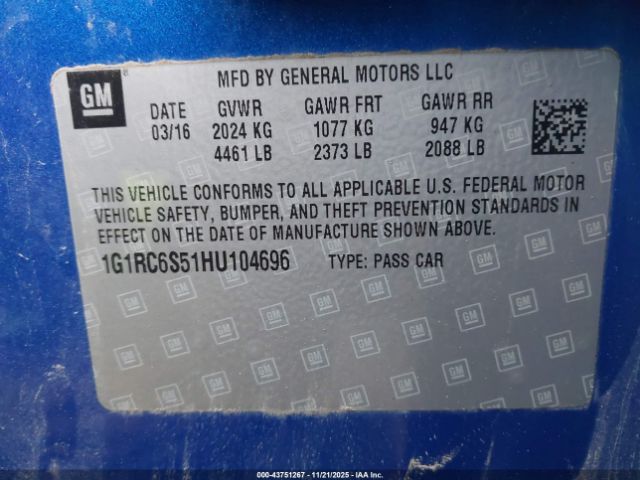 GM
MFD BY GENERAL MOTORS LLC
DATE GVWR GAWR FRT GAWR RR
03/16 2024 KG 1077 KG 947 KG
4461 LB 2373 LB 2088 LB
THIS VEHICLE CONFORMS TO ALL APPLICABLE U.S. FEDERAL MOTOR
VEHICLE SAFETY, BUMPER, AND THEFT PREVENTION STANDARDS IN
EFFECT ON THE DATE OF MANUFACTURE SHOWN ABOVE.
1G1RC6S51HU104696 TYPE: PASS CAR
000-43751267 - 11/21/2025 - IAA Inc.